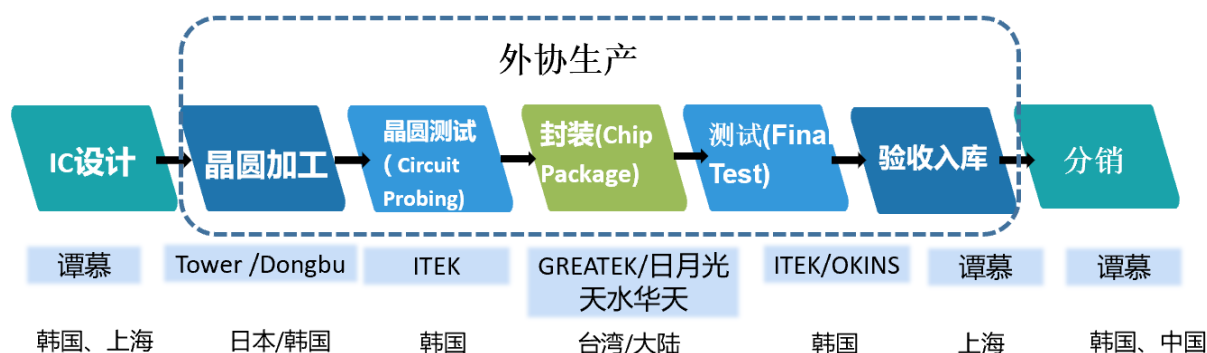 外协生产
IC设计
晶圆加工
晶圆测试
( Circuit
Probing)
封装(Chip
Package)
测试(Final
Test)
验收入库
分销
谭慕
Tower /Dongbu
ITEK
GREATEK/日月光
天水华天
ITEK/OKINS
谭慕
谭慕
韩国、上海
日本/韩国
韩国
台湾/大陆
韩国
上海
韩国、中国